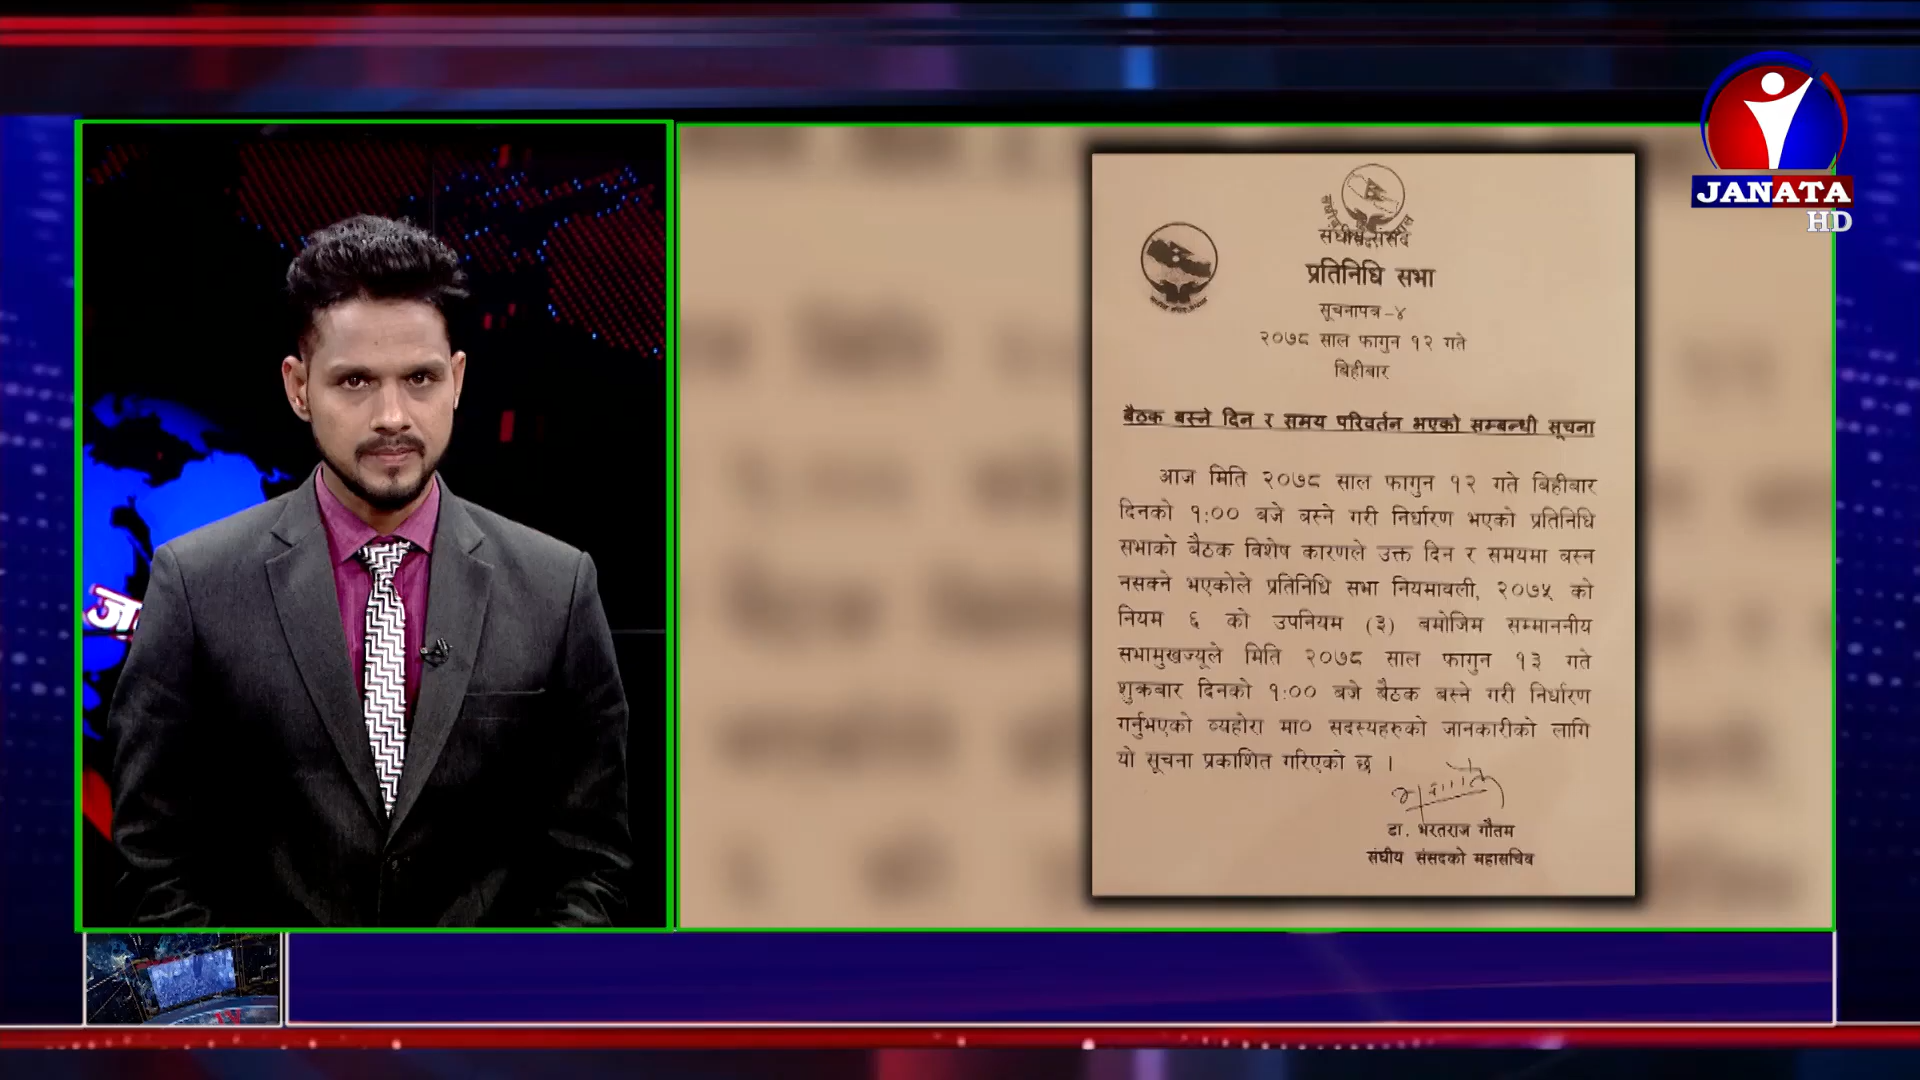 JANATA
HD
संघीय संसद
प्रतिनिधि सभा
सूचनापत्र-४
२०७८ साल फागुन १२ गते
बिहीबार
बैठक बस्ने दिन र समय परिवर्तन भएको सम्बन्धी सूचना
आज मिति २०७८ साल फागुन १२ गते बिहीबार
दिनको १:०० बजे बस्ने गरी निर्धारण भएको प्रतिनिधि
सभाको बैठक विशेष कारणले उक्त दिन र समयमा बस्न
नसक्ने भएकोले प्रतिनिधि सभा नियमावली, २०७५ को
नियम ६ को उपनियम (३) बमोजिम सम्माननीय
सभामुखज्यूले मिति २०७८ साल फागुन १३ गते
शुक्रबार दिनको १:०० बजे बैठक बस्ने गरी निर्धारण
गर्नुभएको व्यहोरा मा० सदस्यहरुको जानकारीको लागि
यो सूचना प्रकाशित गरिएको छ ।
डा. भरतराज गौतम
संघीय संसदको महासचिव